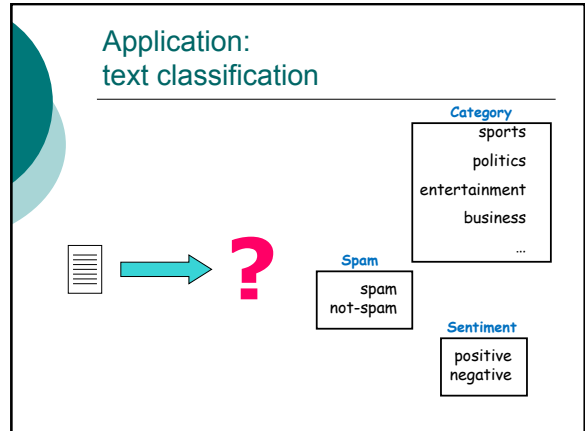 Application:
text classification
Category
sports
politics
entertainment
business
...
?
Spam
spam
not-spam
Sentiment
positive
negative